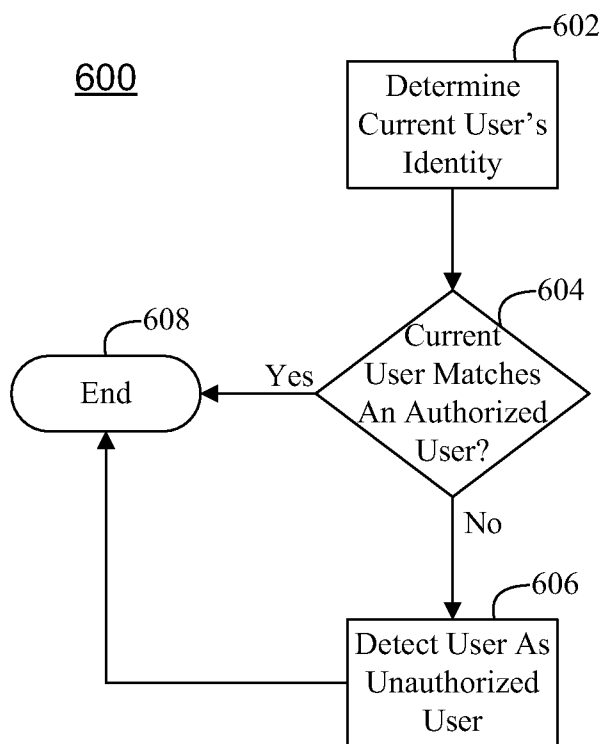 600
602
Determine
Current User's
Identity
604
Current
User Matches
An Authorized
User?
Yes
608
End
No
606
Detect User As
Unauthorized
User